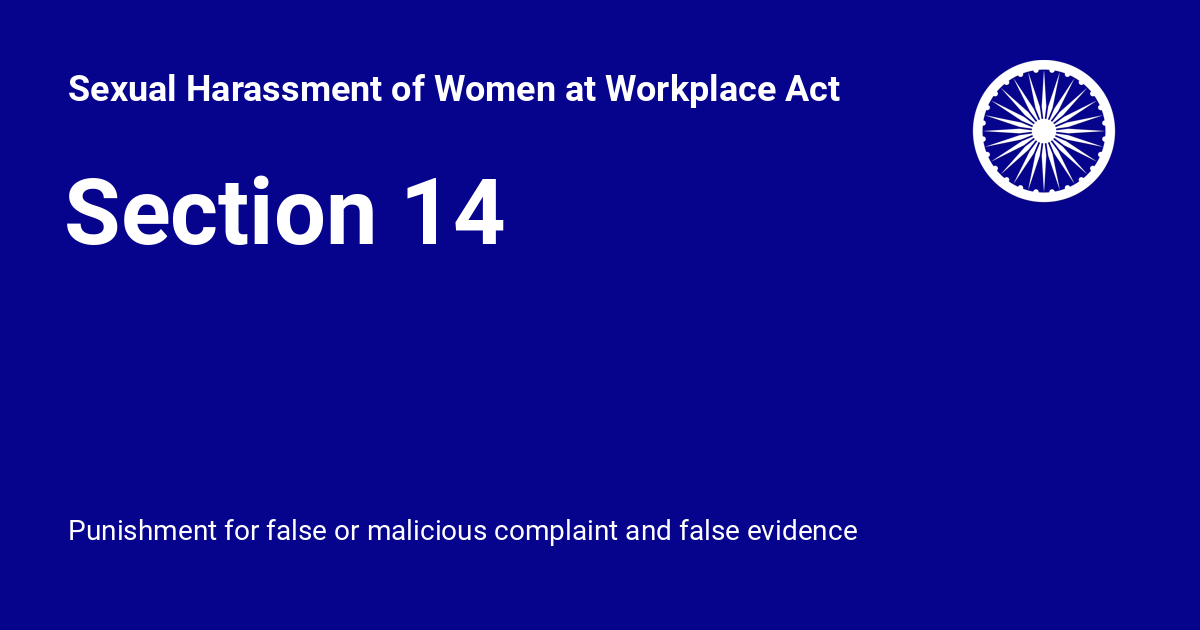 Sexual Harassment of Women at Workplace Act
Section 14
Punishment for false or malicious complaint and false evidence